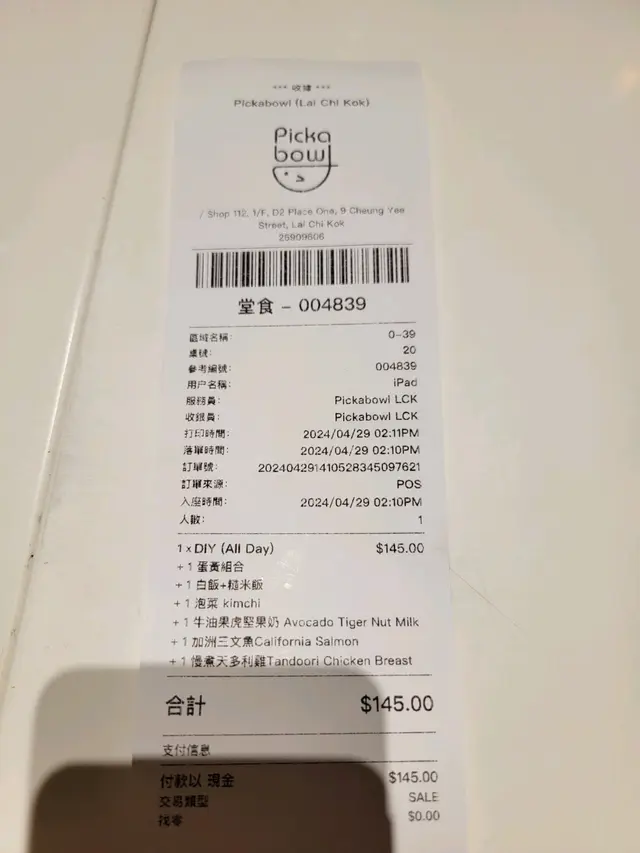 *** 收據 ***
Pickabowl (Lai Chi Kok)
Picka
bowl
/ Shop 112, 1/F, D2 Place One, 9 Cheung Yee
Street, Lai Chi Kok
26909606
堂食 - 004839
區域名稱: 0-39
檯號: 20
參考編號: 004839
用戶名稱: iPad
服務員: Pickabowl LCK
收銀員: Pickabowl LCK
打印時間: 2024/04/29 02:11PM
落單時間: 2024/04/29 02:10PM
訂單號: 202404291410528345097621
訂單來源: POS
入座時間: 2024/04/29 02:10PM
人數: 1
1 x DIY (All Day) $145.00
+ 1 蛋黃組合
+ 1 白飯+糙米飯
+ 1 泡菜 kimchi
+ 1 牛油果虎堅果奶 Avocado Tiger Nut Milk
+ 1 加洲三文魚California Salmon
+ 1 慢煮天多利雞Tandoori Chicken Breast
合計 $145.00
支付信息
付款以 現金 $145.00
交易類型 SALE
找零 $0.00